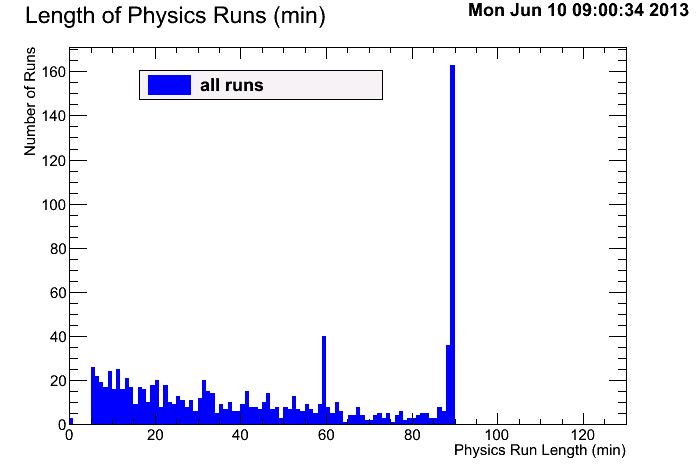 Length of Physics Runs (min)
Mon Jun 10 09:00:34 2013
Number of Runs
all runs
160
140
120
100
80
60
40
20
0
0 20 40 60 80 100 120
Physics Run Length (min)